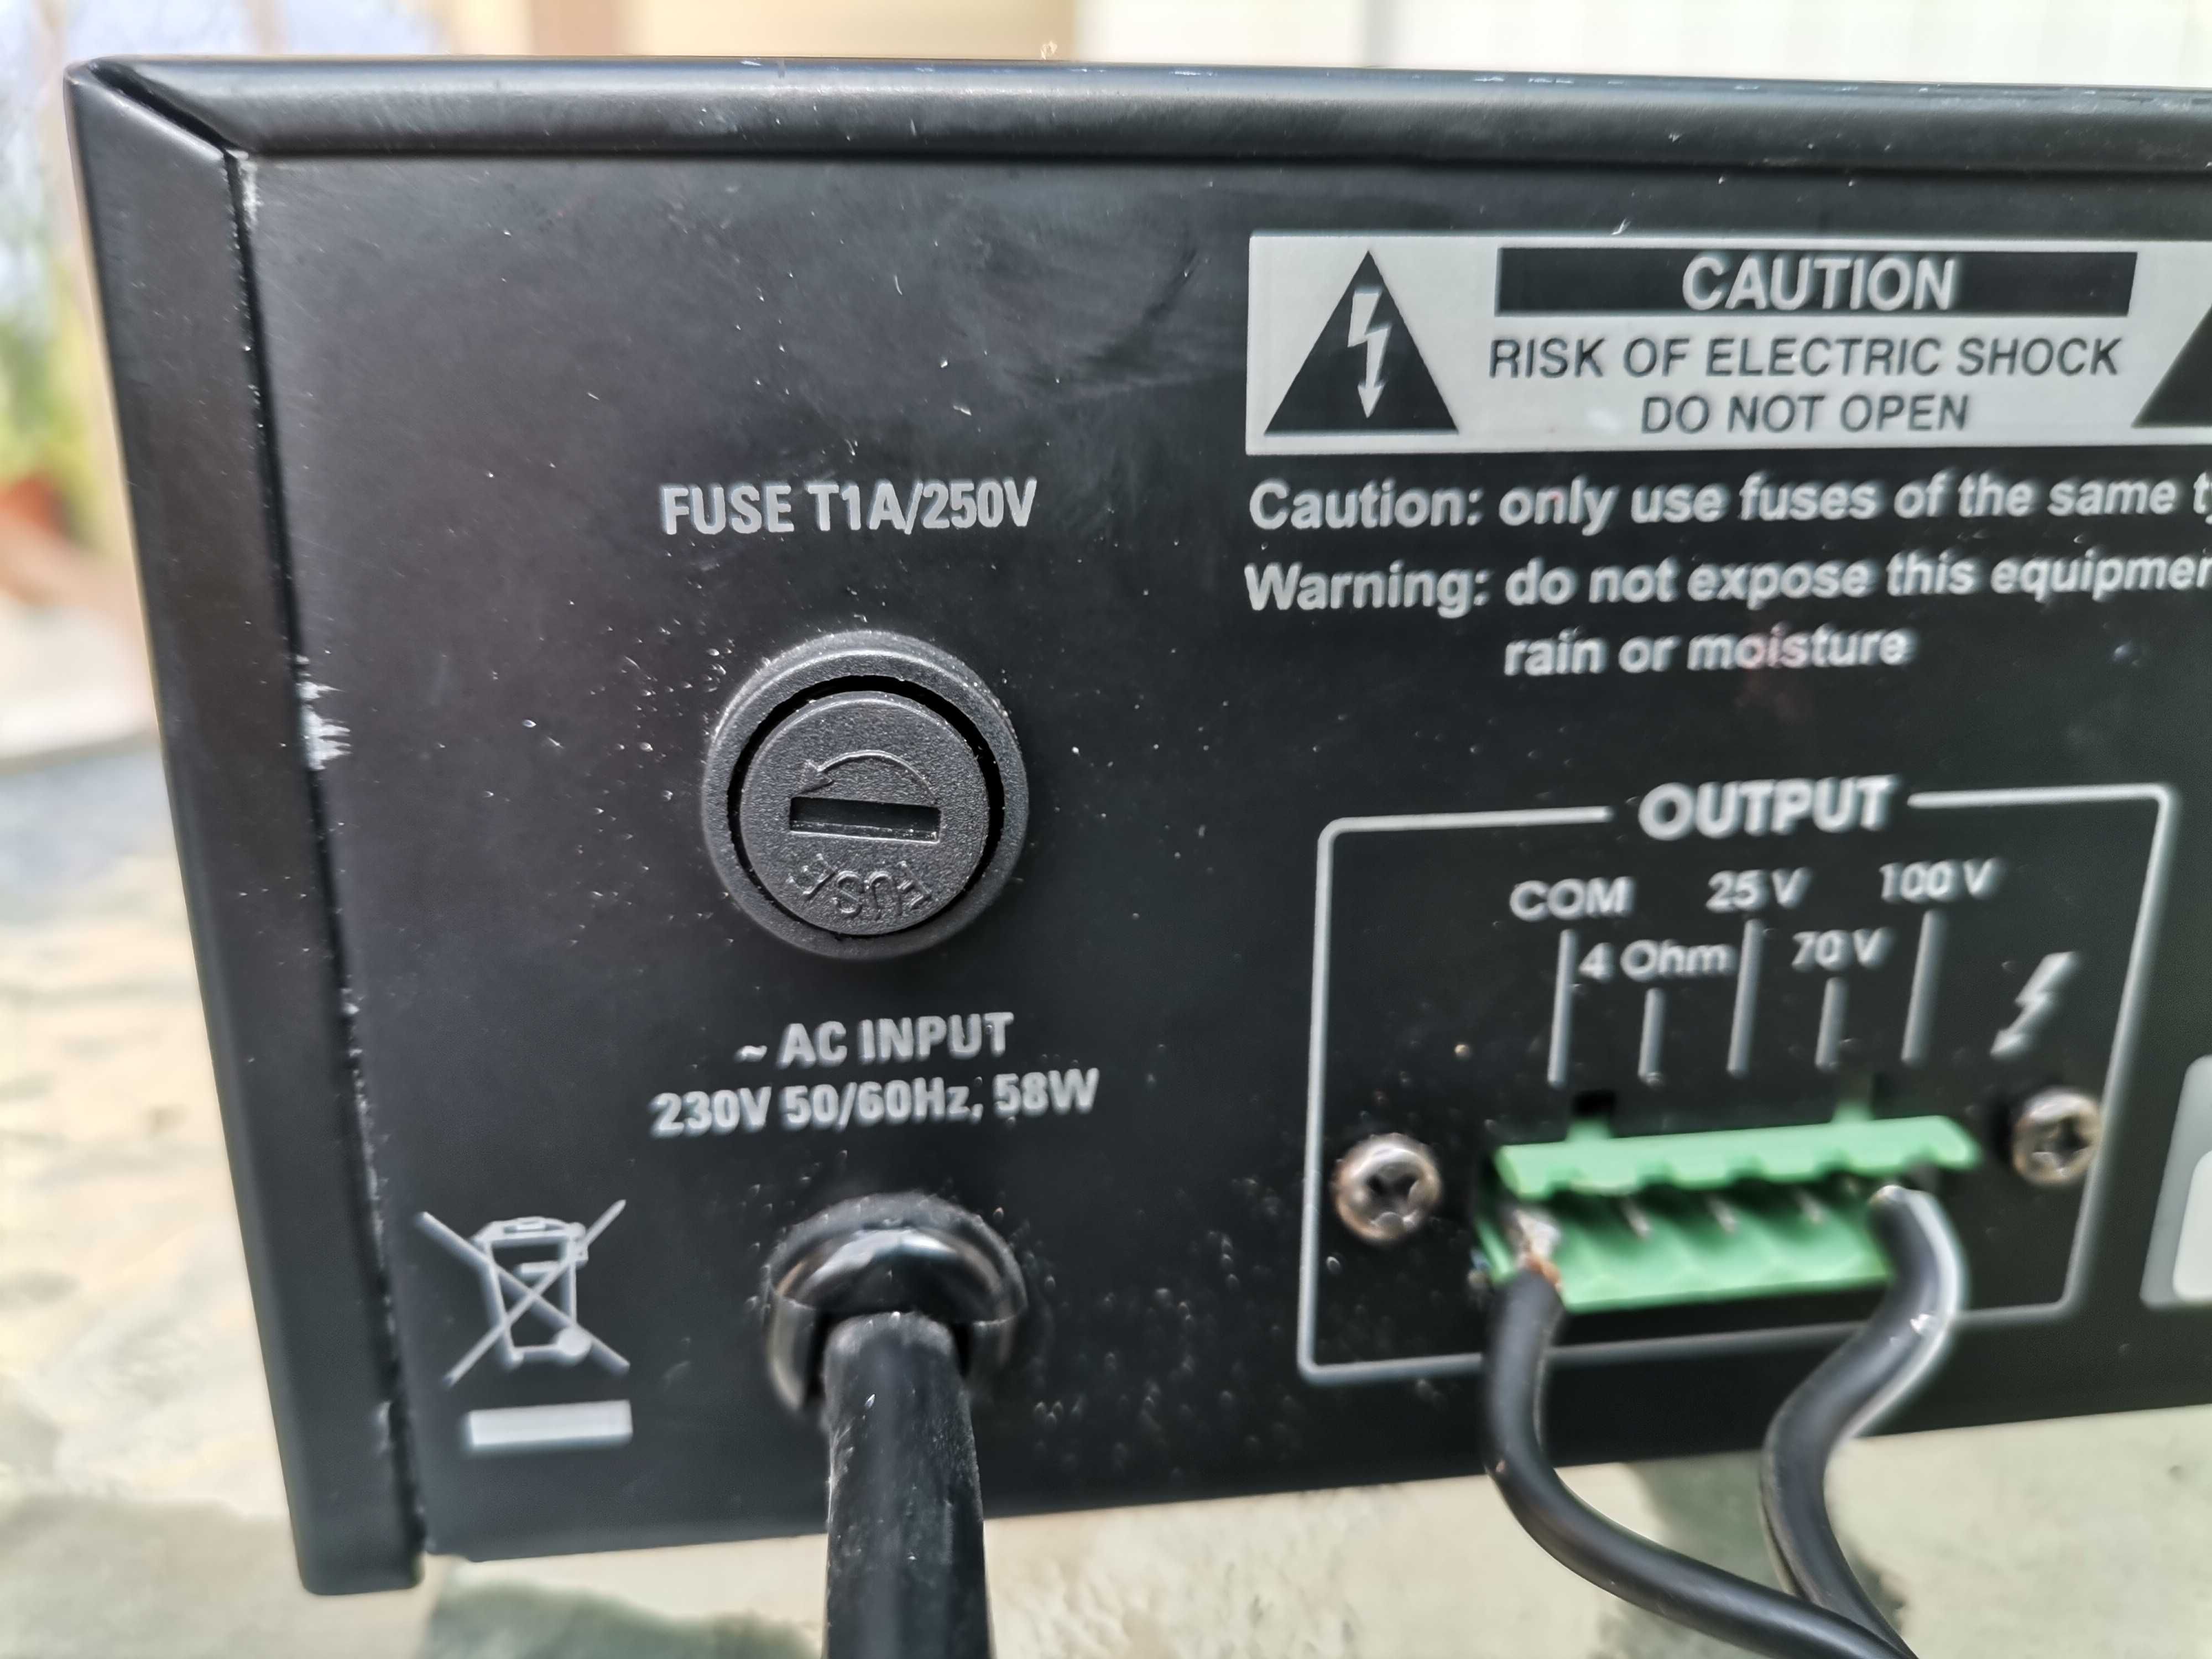 CAUTION
RISK OF ELECTRIC SHOCK
DO NOT OPEN
FUSE T1A/250V
Caution: only use fuses of the same
Warning: do not expose this
rain or moisture
FUSE
OUTPUT
COM 25 V 100 V
4 Ohm 70 V
~ AC INPUT
230V 50/60Hz, 58W